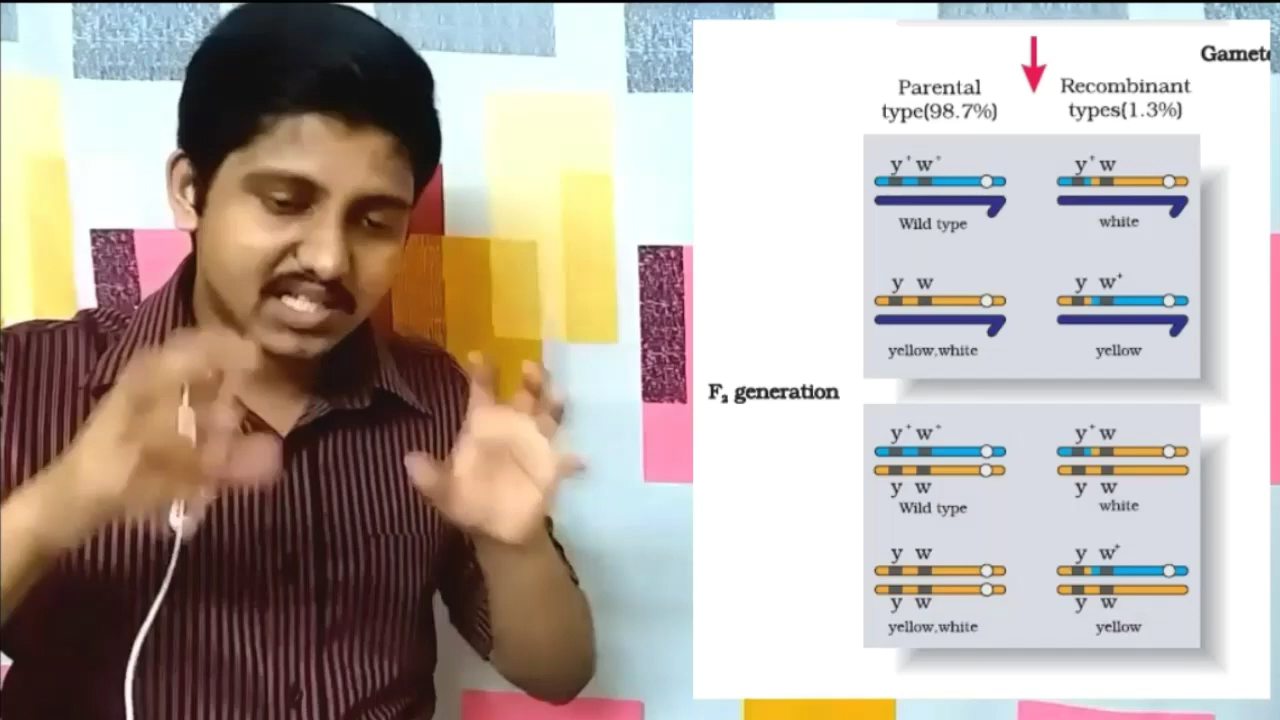 Gamet
Parental
type(98.7%)
Recombinant
types(1.3%)
y⁺ w⁺
Wild type
y⁺ w
white
y w
yellow,white
y w⁺
yellow
F₂ generation
y⁺ w⁺
y w
Wild type
y⁺ w
y w
white
y w
y w
yellow,white
y w⁺
y w
yellow